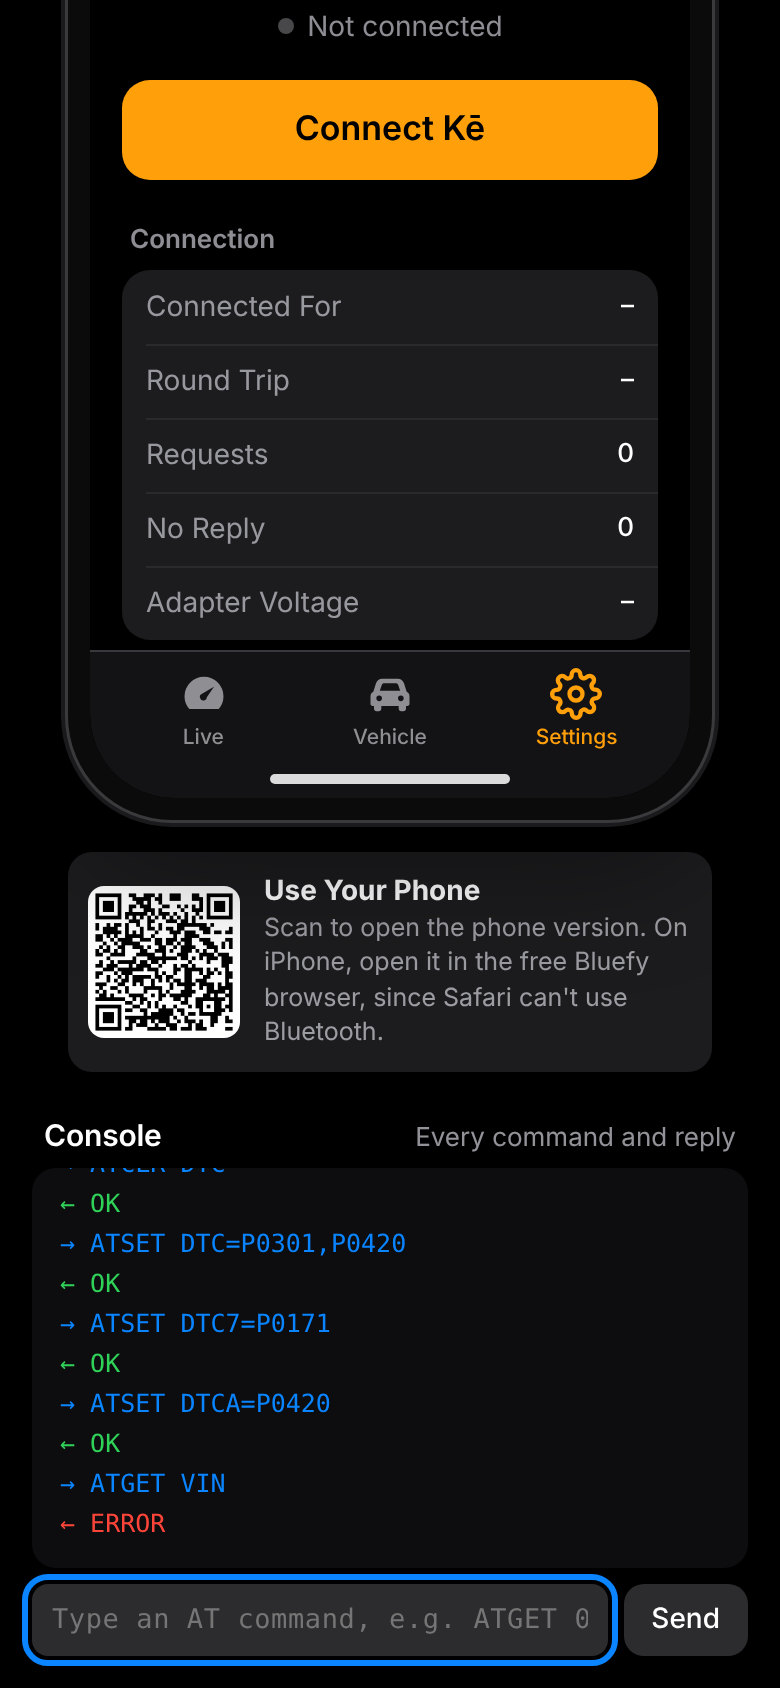 Not connected
Connect Kē
Connection
Connected For –
Round Trip –
Requests 0
No Reply 0
Adapter Voltage –
Live Vehicle Settings
Use Your Phone
Scan to open the phone version. On
iPhone, open it in the free Bluefy
browser, since Safari can't use
Bluetooth.
Console Every command and reply
← OK
→ ATSET DTC=P0301,P0420
← OK
→ ATSET DTC7=P0171
← OK
→ ATSET DTCA=P0420
← OK
→ ATGET VIN
← ERROR
Type an AT command, e.g. ATGET 0 Send